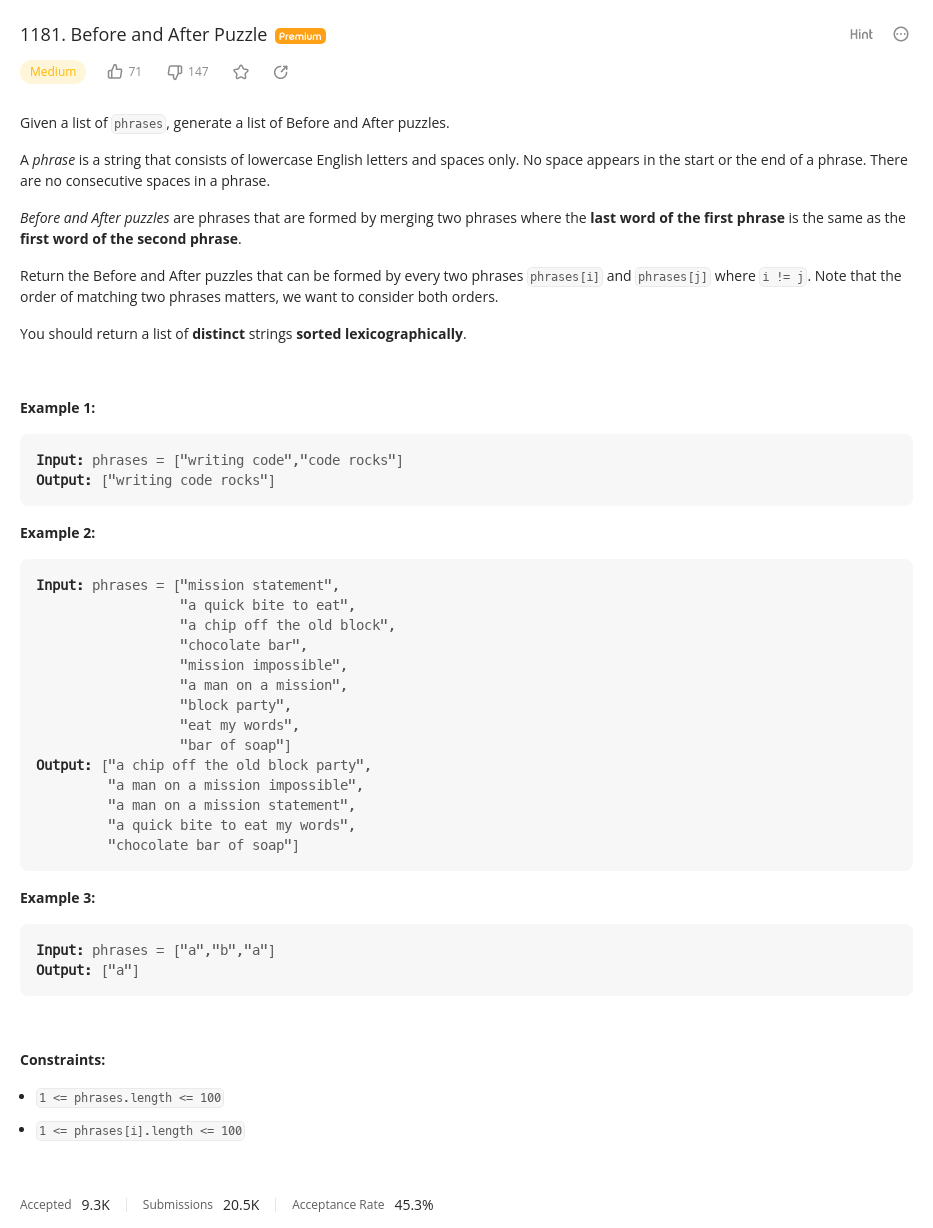 1181. Before and After Puzzle Premium Hint
Medium 71 147
Given a list of phrases, generate a list of Before and After puzzles.
A phrase is a string that consists of lowercase English letters and spaces only. No space appears in the start or the end of a phrase. There
are no consecutive spaces in a phrase.
Before and After puzzles are phrases that are formed by merging two phrases where the last word of the first phrase is the same as the
first word of the second phrase.
Return the Before and After puzzles that can be formed by every two phrases phrases[i] and phrases[j] where i != j. Note that the
order of matching two phrases matters, we want to consider both orders.
You should return a list of distinct strings sorted lexicographically.
Example 1:
Input: phrases = ["writing code","code rocks"]
Output: ["writing code rocks"]
Example 2:
Input: phrases = ["mission statement",
"a quick bite to eat",
"a chip off the old block",
"chocolate bar",
"mission impossible",
"a man on a mission",
"block party",
"eat my words",
"bar of soap"]
Output: ["a chip off the old block party",
"a man on a mission impossible",
"a man on a mission statement",
"a quick bite to eat my words",
"chocolate bar of soap"]
Example 3:
Input: phrases = ["a","b","a"]
Output: ["a"]
Constraints:
• 1 <= phrases.length <= 100
• 1 <= phrases[i].length <= 100
Accepted 9.3K Submissions 20.5K Acceptance Rate 45.3%